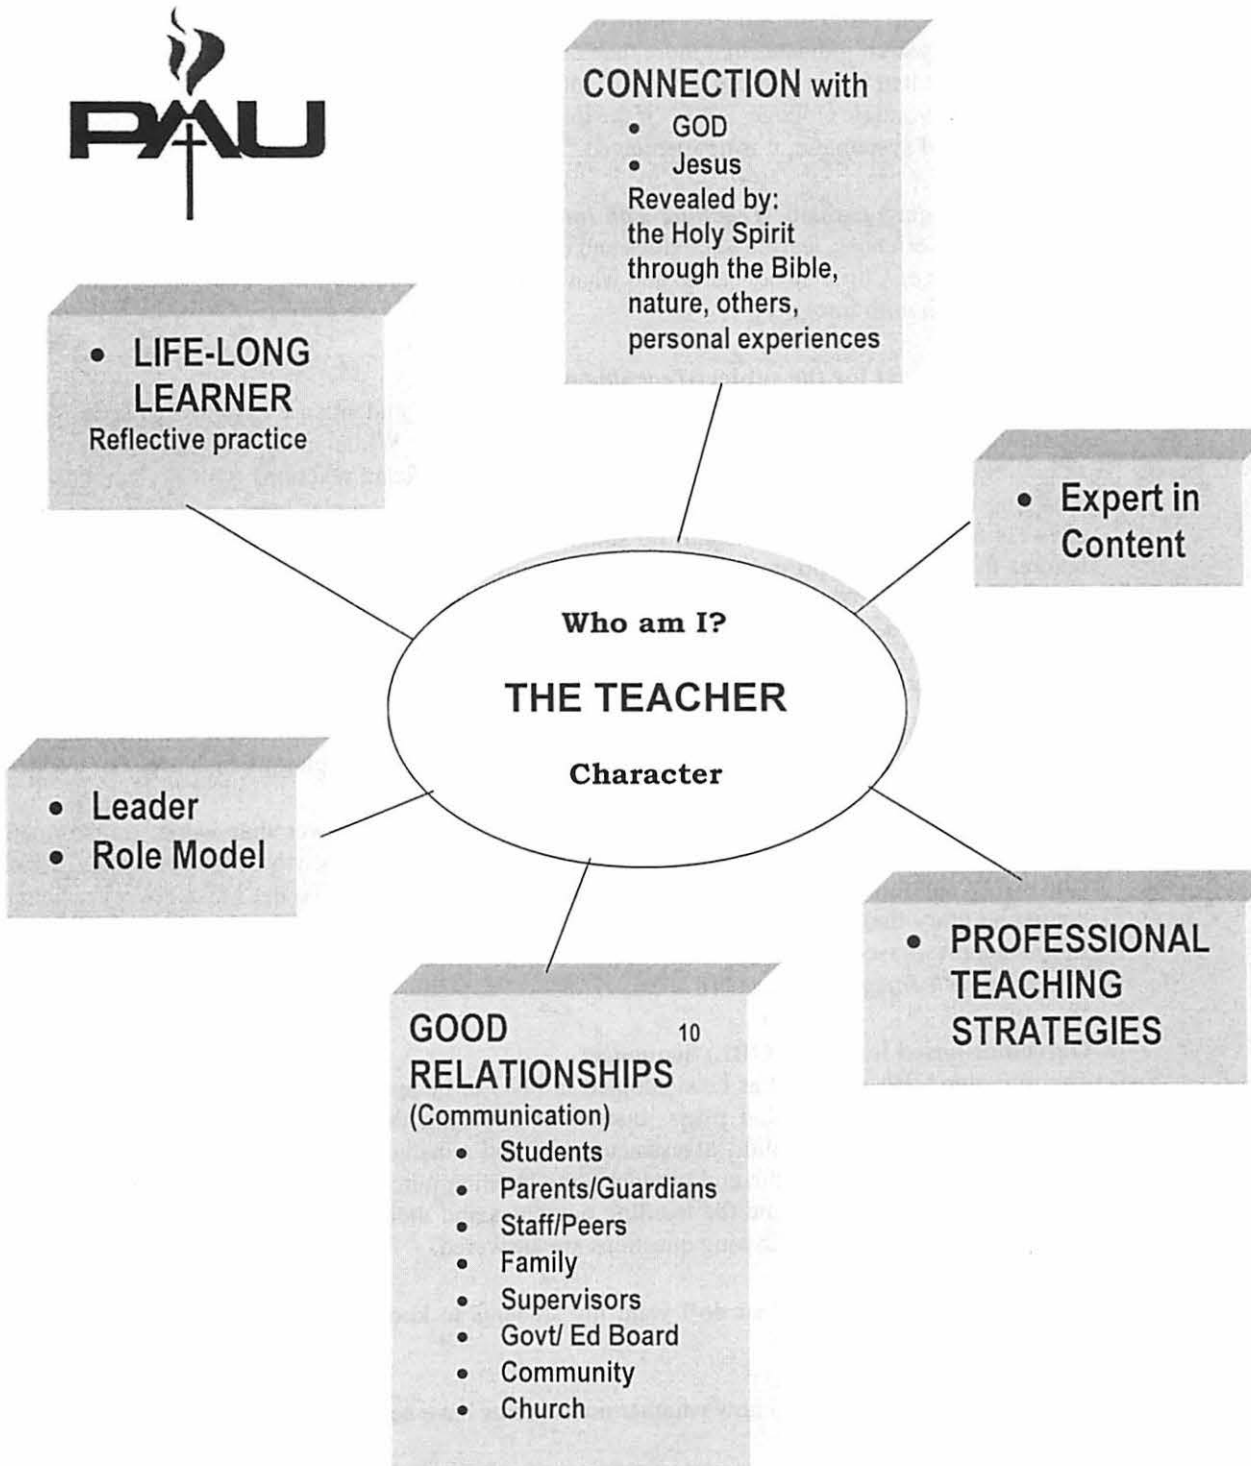 PAU
CONNECTION with
• GOD
• Jesus
Revealed by:
the Holy Spirit
through the Bible,
nature, others,
personal experiences
• LIFE-LONG
LEARNER
Reflective practice
• Expert in
Content
Who am I?
THE TEACHER
Character
• Leader
• Role Model
• PROFESSIONAL
TEACHING
STRATEGIES
GOOD 10
RELATIONSHIPS
(Communication)
• Students
• Parents/Guardians
• Staff/Peers
• Family
• Supervisors
• Govt/ Ed Board
• Community
• Church